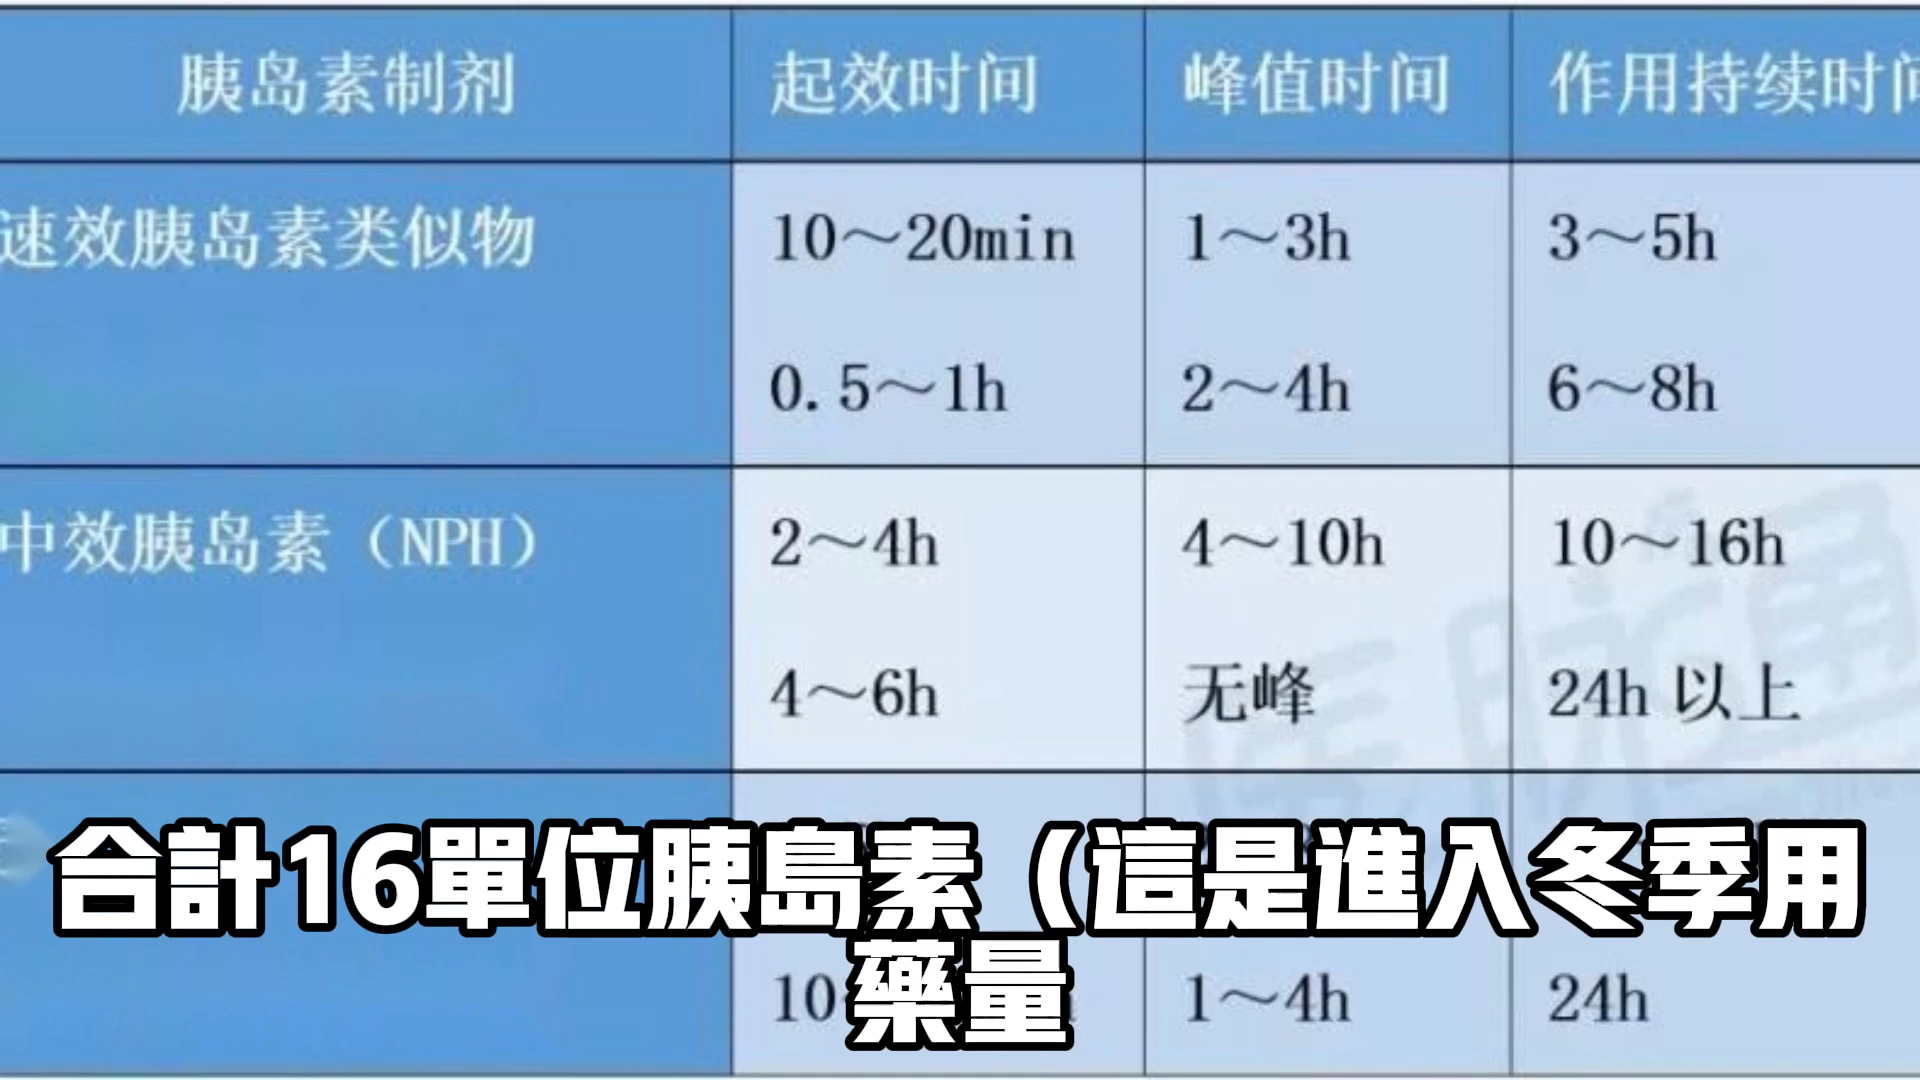 胰岛素制剂 起效时间 峰值时间 作用持续时间
速效胰岛素类似物 10～20min 1～3h 3～5h
0.5～1h 2～4h 6～8h
中效胰岛素（NPH） 2～4h 4～10h 10～16h
4～6h 无峰 24h 以上
合計16單位胰島素（這是進入冬季用
藥量
10 1～4h 24h